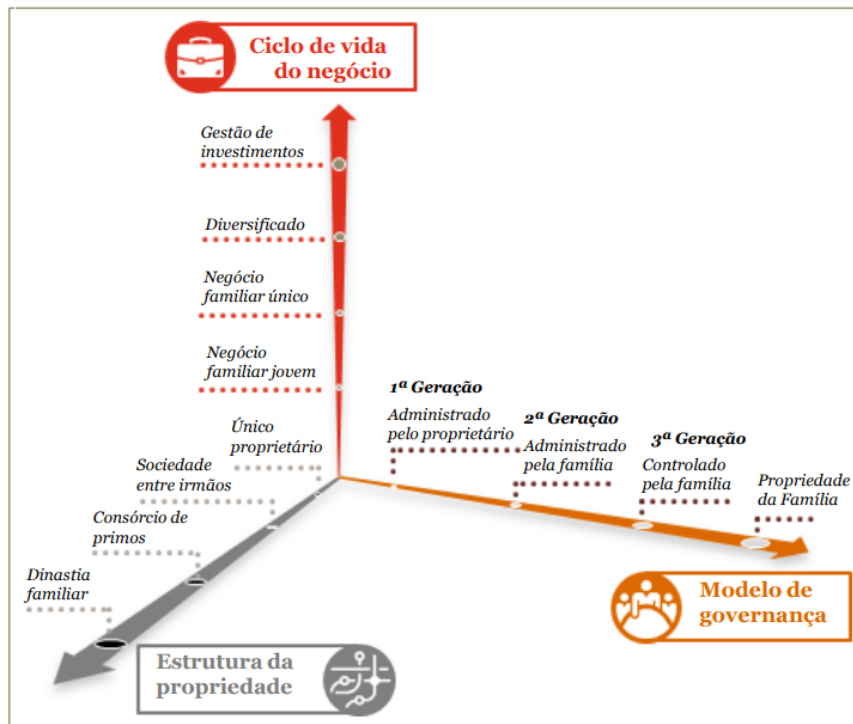 Ciclo de vida
do negócio
Gestão de
investimentos
Diversificado
Negócio
familiar único
Negócio
familiar jovem
Único
proprietário
Sociedade
entre irmãos
Consórcio de
primos
Dinastia
familiar
Estrutura da
propriedade
1ª Geração
Administrado
pelo proprietário
2ª Geração
Administrado
pela família
3ª Geração
Controlado
pela família
Propriedade
da Família
Modelo de
governança